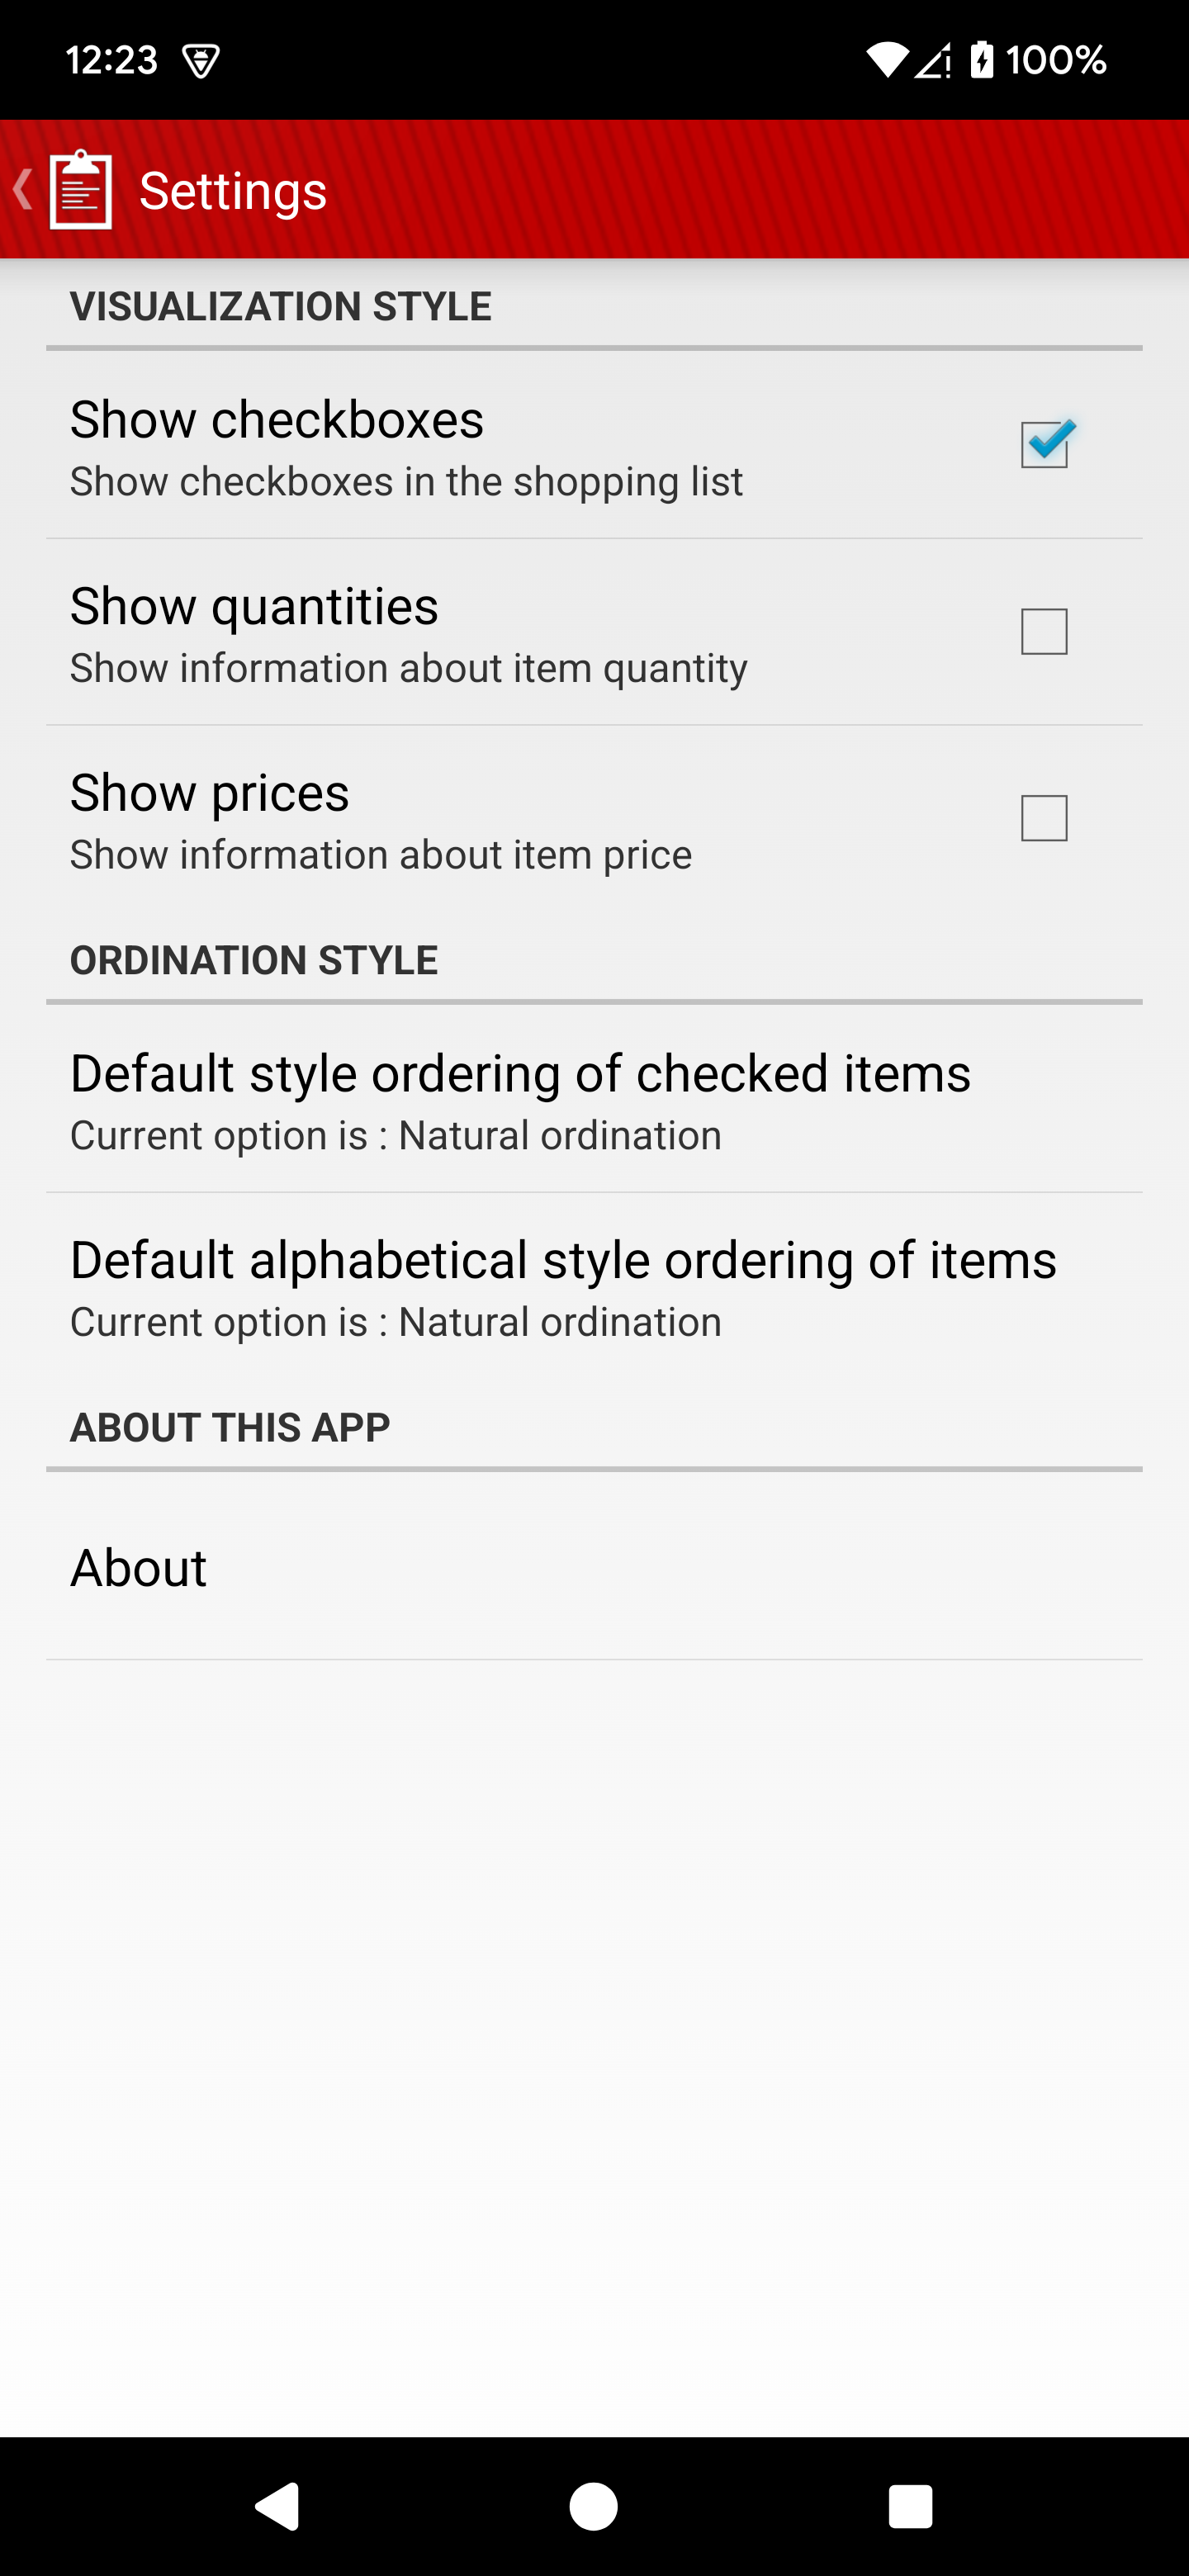 12:23
100%
Settings
VISUALIZATION STYLE
Show checkboxes
Show checkboxes in the shopping list
Show quantities
Show information about item quantity
Show prices
Show information about item price
ORDINATION STYLE
Default style ordering of checked items
Current option is : Natural ordination
Default alphabetical style ordering of items
Current option is : Natural ordination
ABOUT THIS APP
About